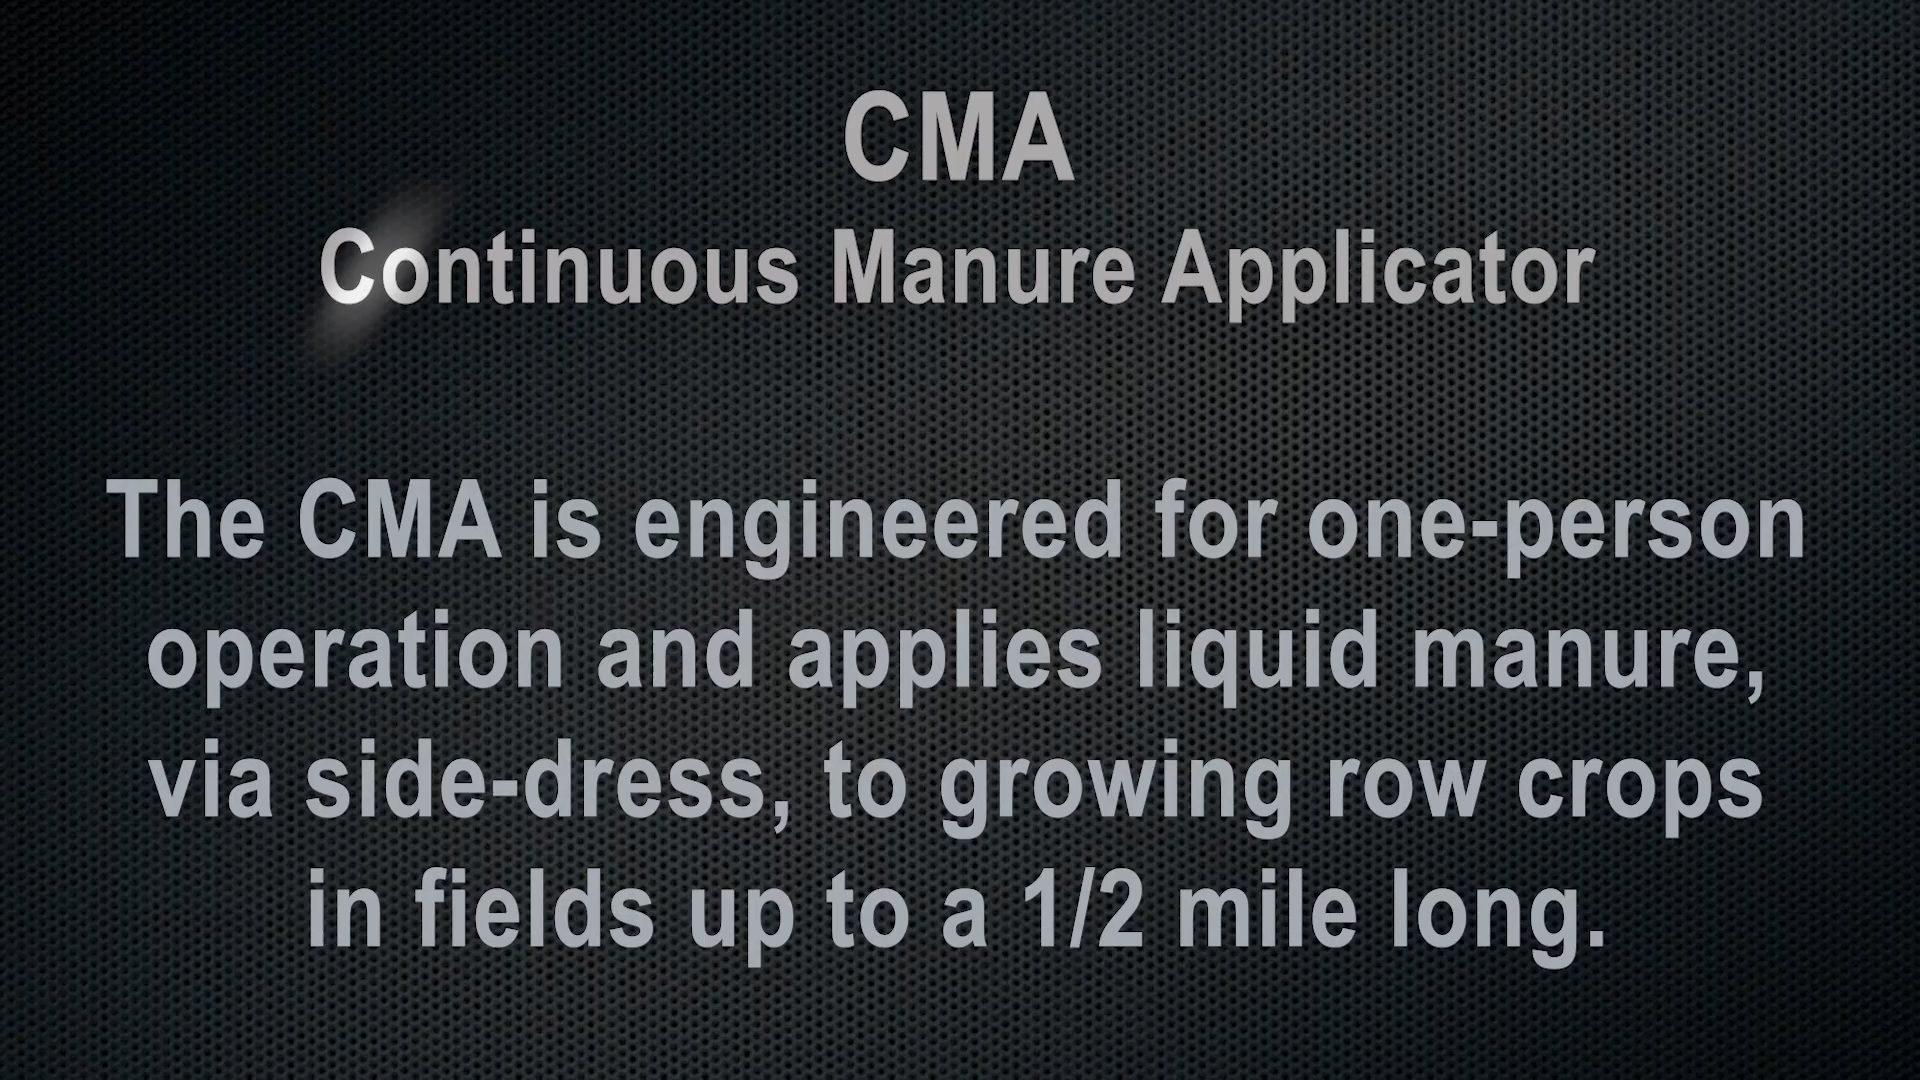 CMA
Continuous Manure Applicator
The CMA is engineered for one-person
operation and applies liquid manure,
via side-dress, to growing row crops
in fields up to a 1/2 mile long.